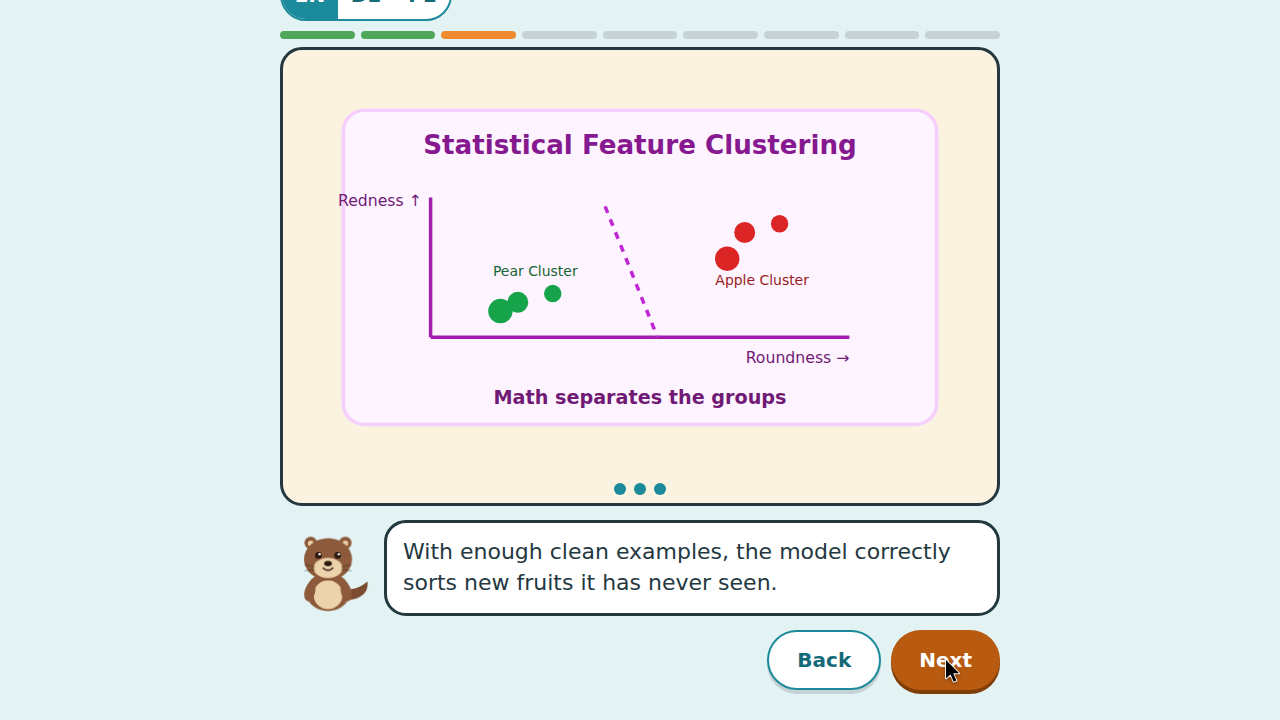 Statistical Feature Clustering
Redness ↑
Pear Cluster
Apple Cluster
Roundness →
Math separates the groups
With enough clean examples, the model correctly
sorts new fruits it has never seen.
Back
Next